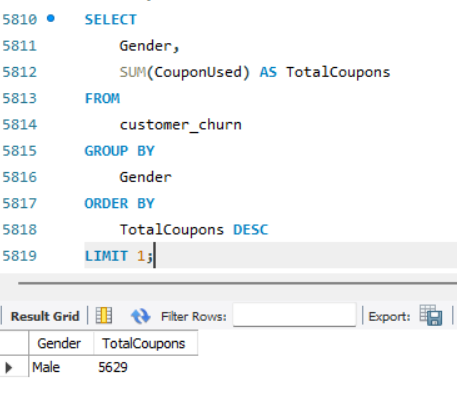 5810 SELECT
5811 Gender,
5812 SUM(CouponUsed) AS TotalCoupons
5813 FROM
5814 customer_churn
5815 GROUP BY
5816 Gender
5817 ORDER BY
5818 TotalCoupons DESC
5819 LIMIT 1;
Result Grid Filter Rows: Export:
Gender TotalCoupons
Male 5629